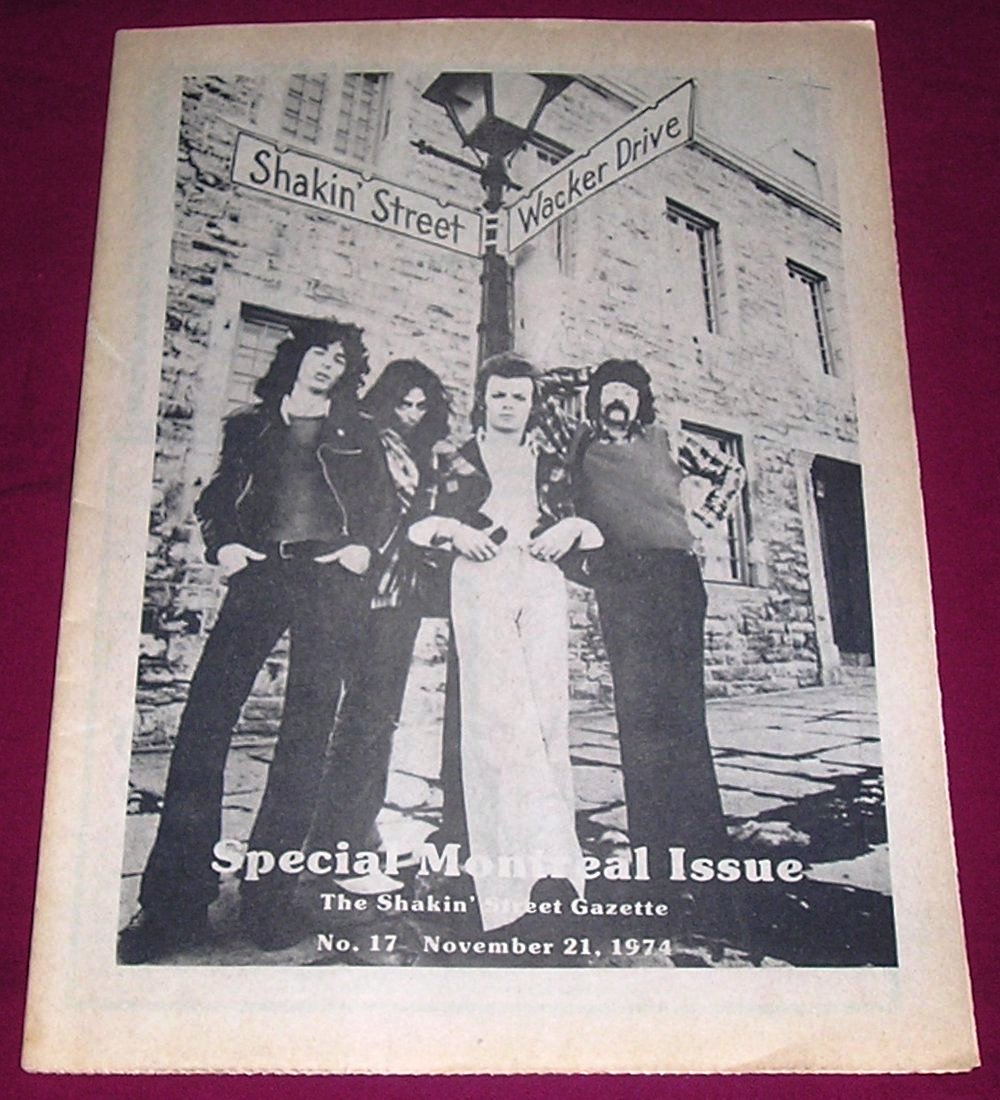 Shakin' Street
Wacker Drive
Special Montreal Issue
The Shakin' Street Gazette
No. 17 November 21, 1974